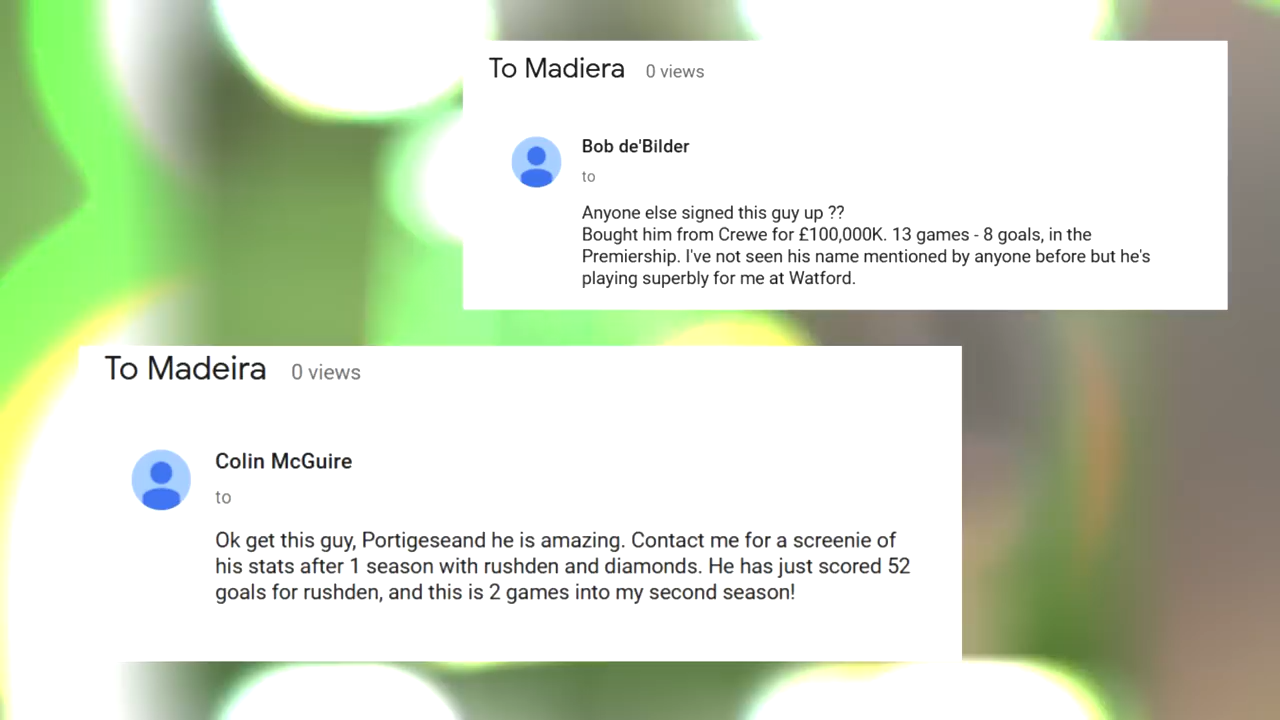 To Madiera 0 views
Bob de'Bilder
to
Anyone else signed this guy up ??
Bought him from Crewe for £100,000K. 13 games - 8 goals, in the
Premiership. I've not seen his name mentioned by anyone before but he's
playing superbly for me at Watford.
To Madeira 0 views
Colin McGuire
to
Ok get this guy, Portigeseand he is amazing. Contact me for a screenie of
his stats after 1 season with rushden and diamonds. He has just scored 52
goals for rushden, and this is 2 games into my second season!